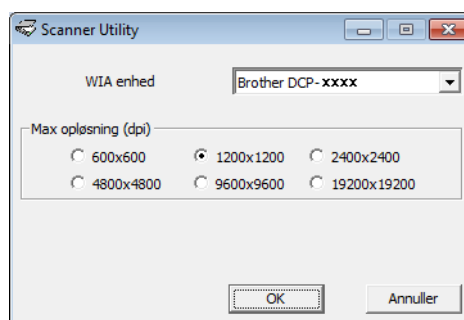 Scanner Utility
WIA enhed Brother DCP-xxxx
Max opløsning (dpi)
600x600 1200x1200 2400x2400
4800x4800 9600x9600 19200x19200
OK Annuller